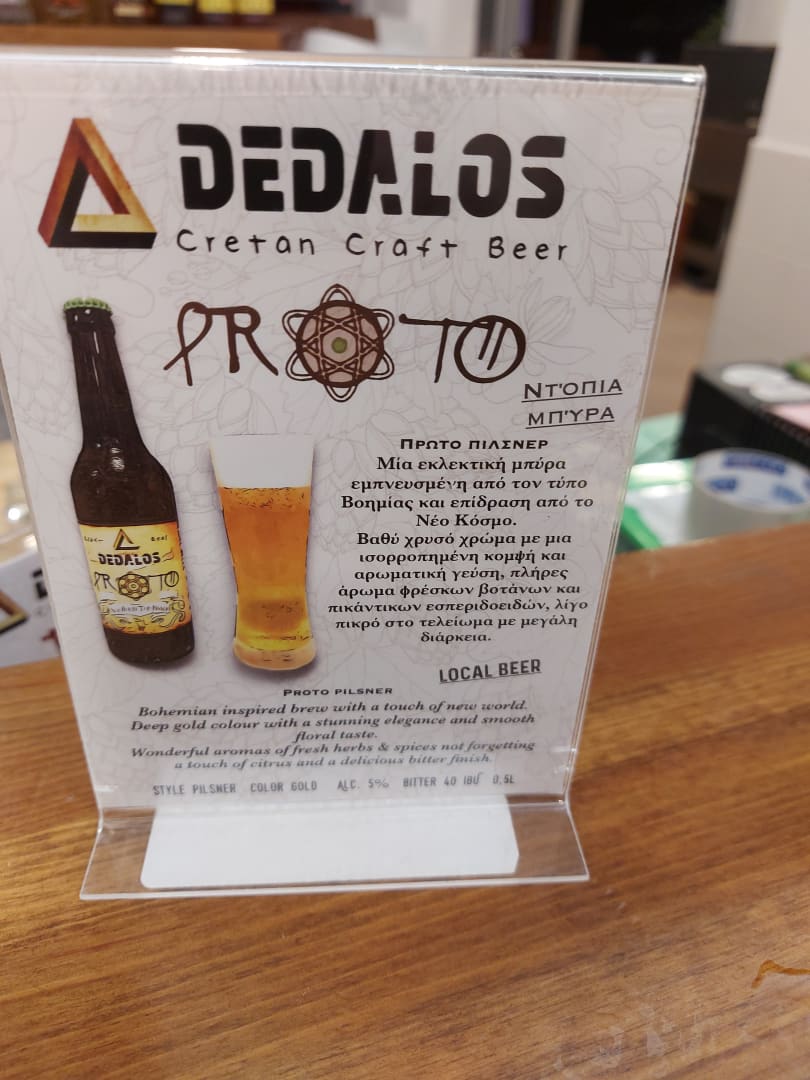 DEDALOS
Cretan Craft Beer
PROTO
ΝΤΌΠΙΑ
ΜΠΎΡΑ
ΠΡΩΤΟ ΠΙΛΣΝΕΡ
Μία εκλεκτική μπύρα
εμπνευσμένη από τον τύπο
Βοημίας και επίδραση από το
Νέο Κόσμο.
Βαθύ χρυσό χρώμα με μια
ισορροπημένη κομψή και
αρωματική γεύση, πλήρες
άρωμα φρέσκων βοτάνων και
πικάντικων εσπεριδοειδών, λίγο
πικρό στο τελείωμα με μεγάλη
διάρκεια.
DEDALOS
PROTO
LOCAL BEER
PROTO PILSNER
Bohemian inspired brew with a touch of new world.
Deep gold colour with a stunning elegance and smooth
floral taste.
Wonderful aromas of fresh herbs & spices not forgetting
a touch of citrus and a delicious bitter finish.
STYLE PILSNER COLOR GOLD ALC. 5% BITTER 40 IBU 0,5L